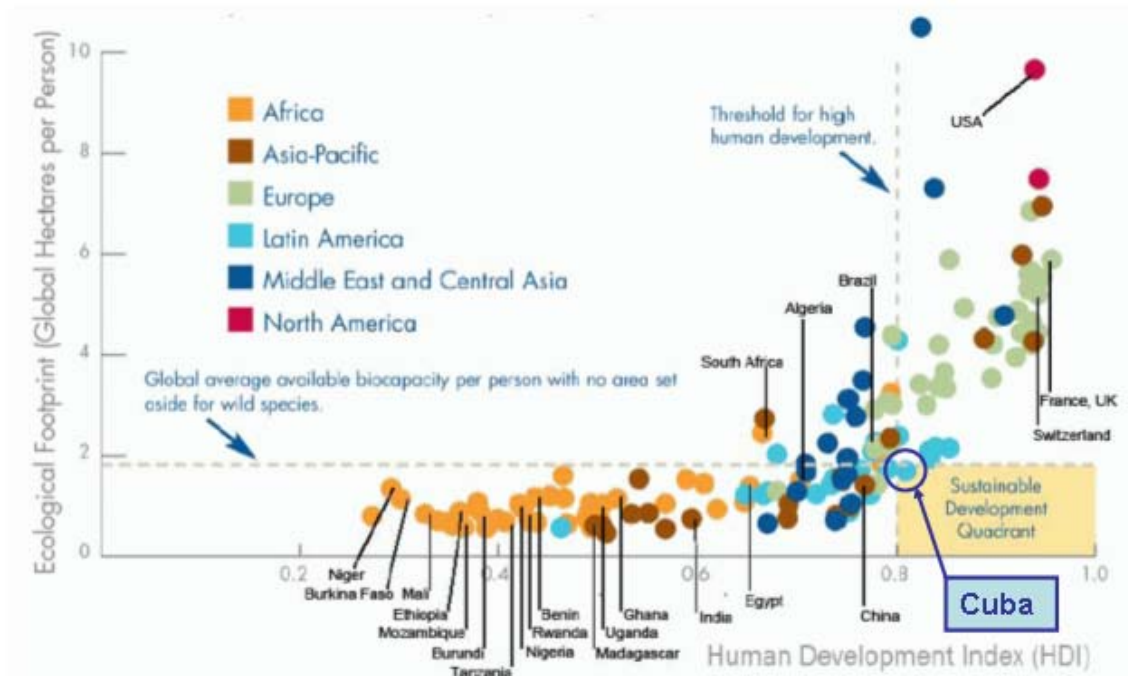 Ecological Footprint (Global Hectares per Person)
10
8
6
4
2
0
Africa
Asia-Pacific
Europe
Latin America
Middle East and Central Asia
North America
Threshold for high
human development.
USA
Brazil
Algeria
South Africa
Global average available biocapacity per person with no area set
aside for wild species.
France, UK
Switzerland
Sustainable
Development
Quadrant
0.2
0.4
0.6
0.8
1.0
Niger
Burkina Faso
Mali
Ethiopia
Mozambique
Burundi
Tanzania
Benin
Rwanda
Nigeria
Ghana
Uganda
Madagascar
India
Egypt
China
Cuba
Human Development Index (HDI)